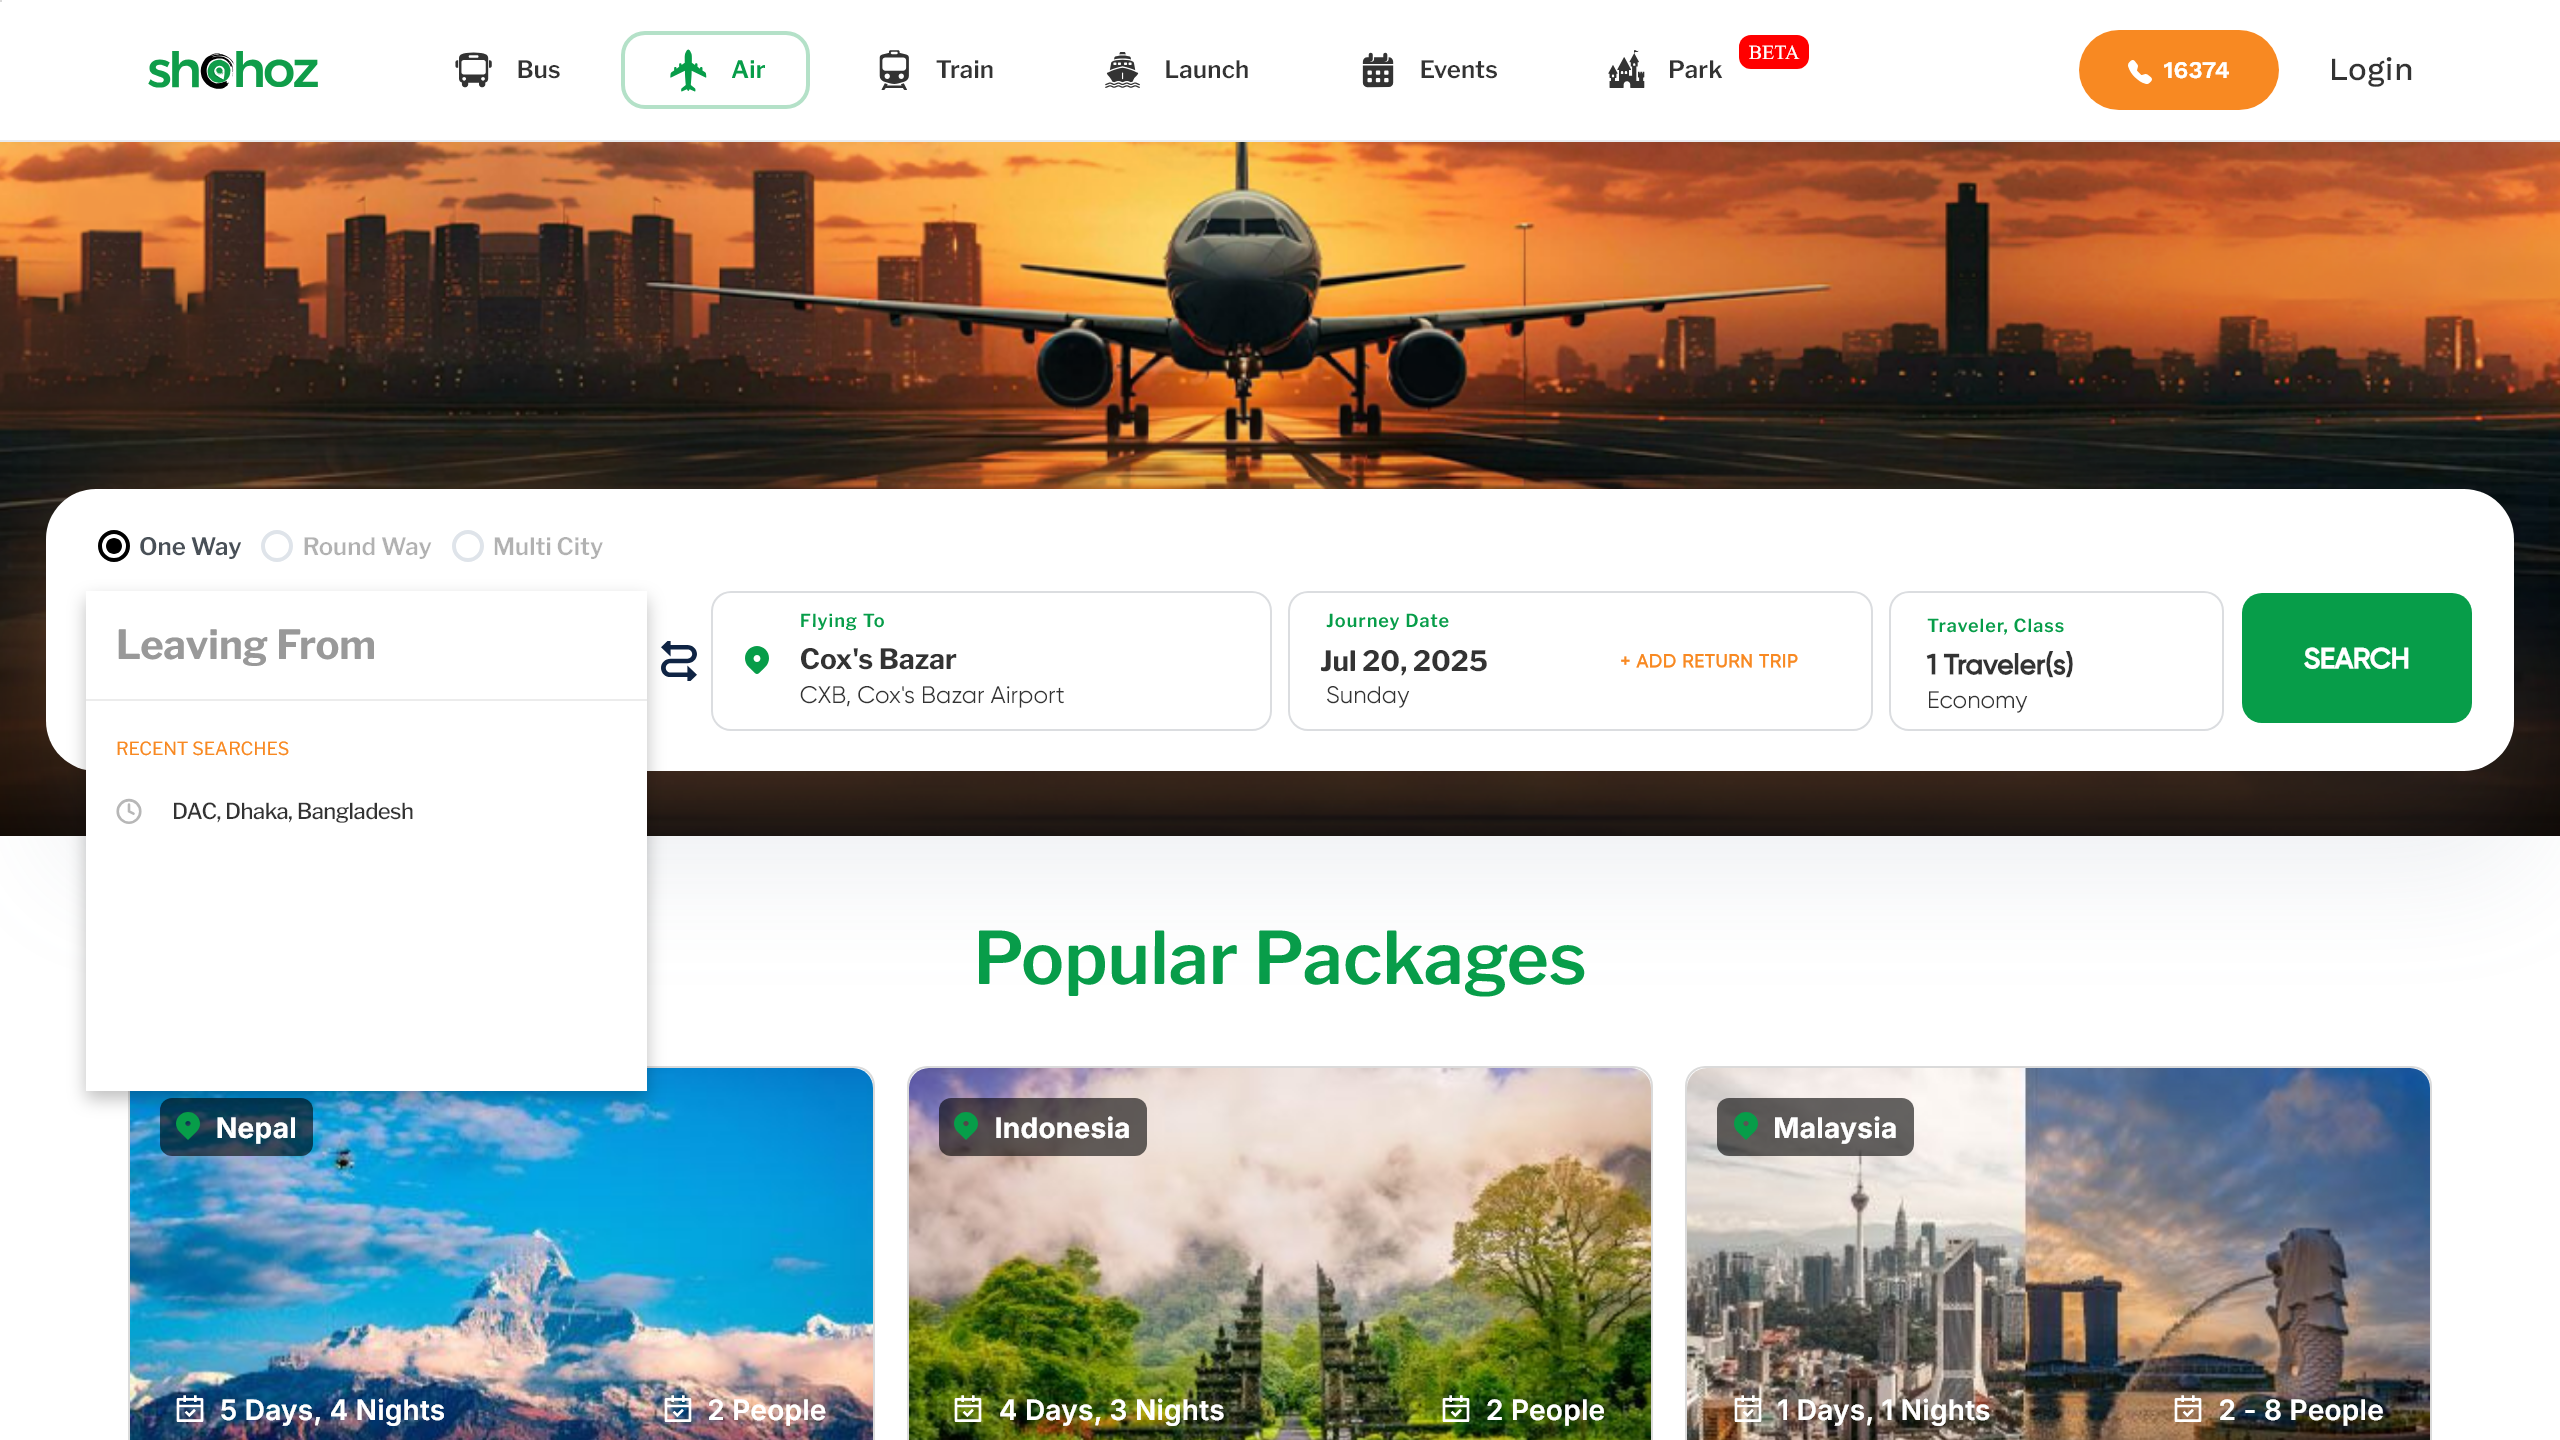 shohoz
Bus
Air
Train
Launch
Events
Park
BETA
16374
Login
One Way
Round Way
Multi City
Leaving From
RECENT SEARCHES
DAC, Dhaka, Bangladesh
Flying To
Cox's Bazar
CXB, Cox's Bazar Airport
Journey Date
Jul 20, 2025
Sunday
+ ADD RETURN TRIP
Traveler, Class
1 Traveler(s)
Economy
SEARCH
Popular Packages
Nepal
5 Days, 4 Nights
2 People
Indonesia
4 Days, 3 Nights
2 People
Malaysia
1 Days, 1 Nights
2 - 8 People